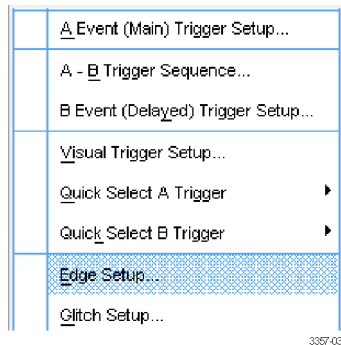 A Event (Main) Trigger Setup...
A - B Trigger Sequence...
B Event (Delayed) Trigger Setup...
Visual Trigger Setup...
Quick Select A Trigger
Quick Select B Trigger
Edge Setup...
Glitch Setup...
3357-03